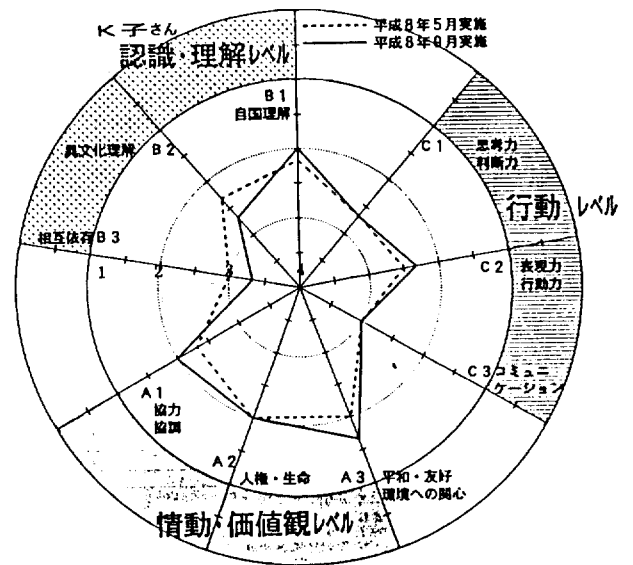 K子さん
平成8年5月実施
平成8年9月実施
認識・理解レベル
B1
自国理解
異文化理解
B2
C1
思考力
判断力
行動レベル
相互依存B3
1 2 3 4
C2
表現力
行動力
C3 コミュニ
ケーション
A1
協力
協調
A2
人権・生命
A3
平和・友好
環境への関心
情動・価値観レベル